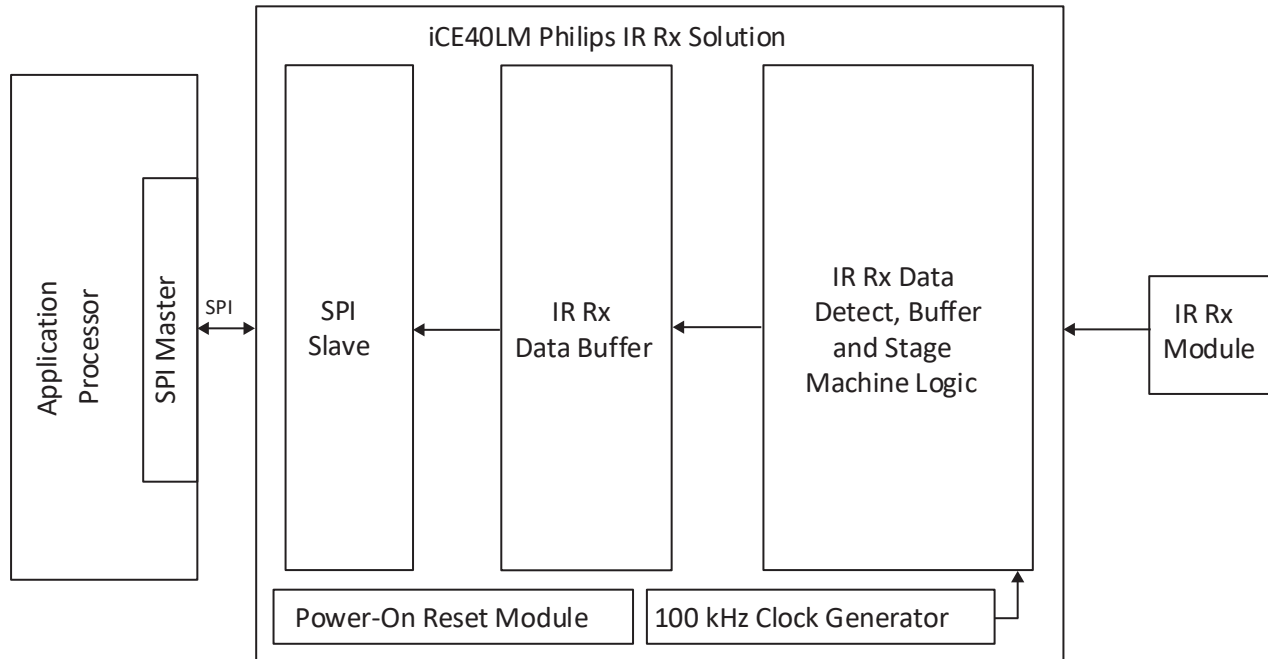 iCE40LM Philips IR Rx Solution
Application
Processor
SPI Master
SPI
SPI
Slave
IR Rx
Data Buffer
IR Rx Data
Detect, Buffer
and Stage
Machine Logic
IR Rx
Module
Power-On Reset Module
100 kHz Clock Generator